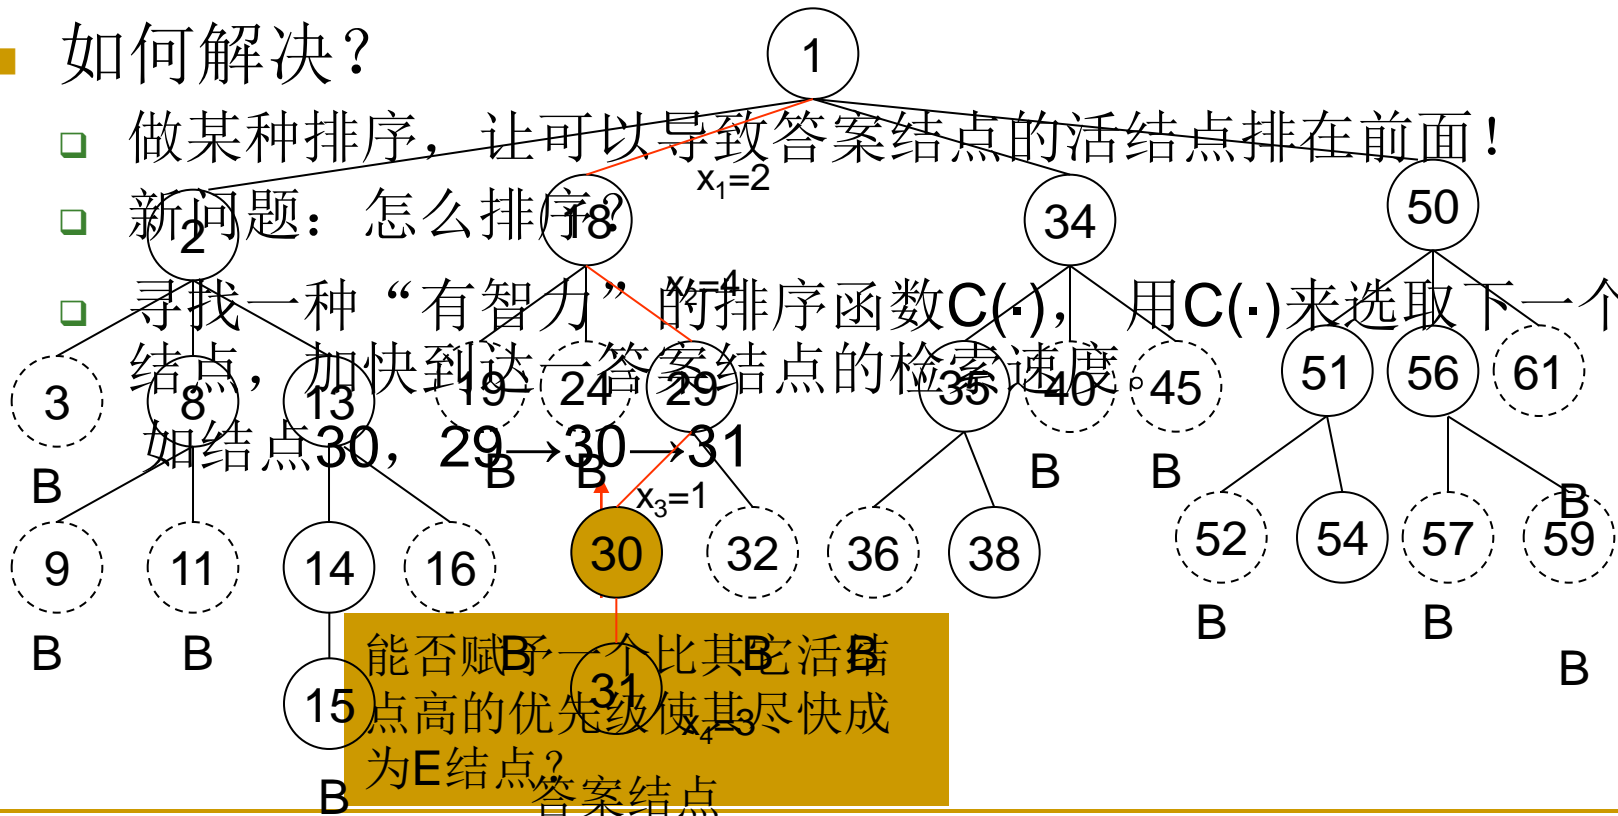 如何解决？
1
做某种排序，让可以导致答案结点的活结点排在前面！
x1=2
新问题：怎么排序？
2
18
34
50
寻找一种“有智力”的排序函数C(·)，用C(·)来选取下一个
x2=4
结点，加快到达一答案结点的检索速度。
3
8
13
19
24
29
35
40
45
51
56
61
如结点30，29→30→31
B
B
B
B
B
B
x3=1
9
11
14
16
30
32
36
38
52
54
57
59
B
B
B
B
B
B
B
B
能否赋予一个比其它活结
点高的优先级使其尽快成
为E结点？
15
31
x4=3
B
答案结点